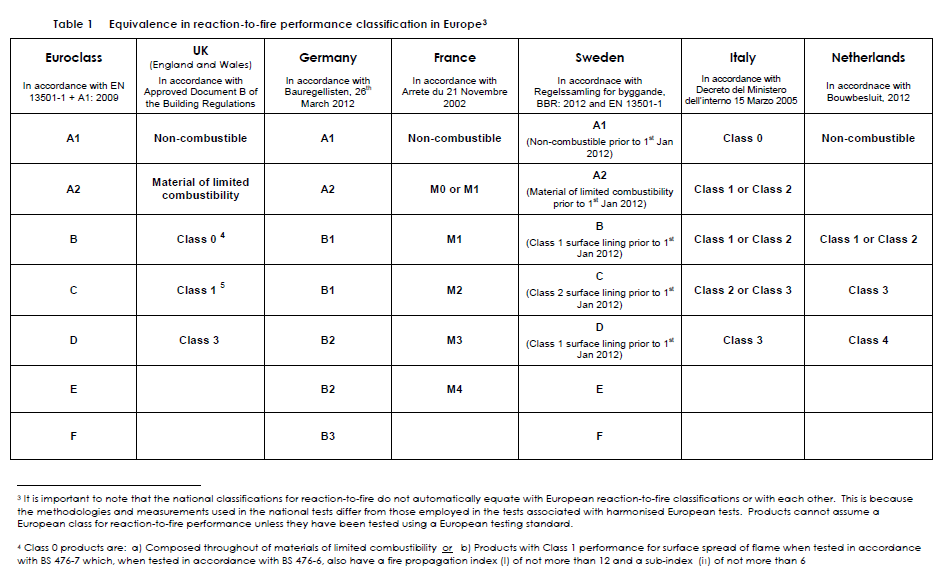 Table 1 Equivalence in reaction-to-fire performance classification in Europe³
Euroclass
In accordance with EN
13501-1 + A1: 2009
UK
(England and Wales)
In accordance with
Approved Document B of
the Building Regulations
Germany
In accordance with
Bauregellisten, 26th
March 2012
France
In accordance with
Arrete du 21 Novembre
2002
Sweden
In accordnace with
Regelssamling for byggande,
BBR: 2012 and EN 13501-1
Italy
In accordance with
Decreto del Ministero
dell'interno 15 Marzo 2005
Netherlands
In accordnace with
Bouwbesluit, 2012
A1
Non-combustible
A1
Non-combustible
A1
(Non-combustible prior to 1st Jan
2012)
Class 0
Non-combustible
A2
Material of limited
combustibility
A2
M0 or M1
A2
(Material of limited combustibility
prior to 1st Jan 2012)
Class 1 or Class 2
B
Class 0 ⁴
B1
M1
B
(Class 1 surface lining prior to 1st
Jan 2012)
Class 1 or Class 2
Class 1 or Class 2
C
Class 1 ⁵
B1
M2
C
(Class 2 surface lining prior to 1st
Jan 2012)
Class 2 or Class 3
Class 3
D
Class 3
B2
M3
D
(Class 1 surface lining prior to 1st
Jan 2012)
Class 3
Class 4
E
B2
M4
E
F
B3
F
³ It is important to note that the national classifications for reaction-to-fire do not automatically equate with European reaction-to-fire classifications or with each other. This is because
the methodologies and measurements used in the national tests differ from those employed in the tests associated with harmonised European tests. Products cannot assume a
European class for reaction-to-fire performance unless they have been tested using a European testing standard.
⁴ Class 0 products are: a) Composed throughout of materials of limited combustibility or b) Products with Class 1 performance for surface spread of flame when tested in accordance
with BS 476-7 which, when tested in accordance with BS 476-6, also have a fire propagation index (I) of not more than 12 and a sub-index (i₁) of not more than 6